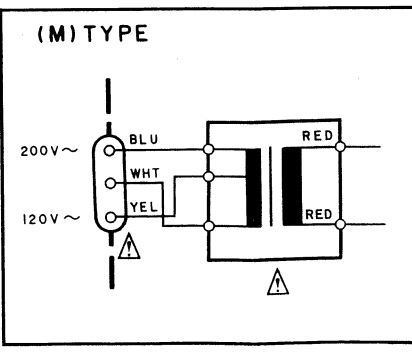 (M) TYPE
BLU
RED
200V~
WHT
YEL
RED
120V~